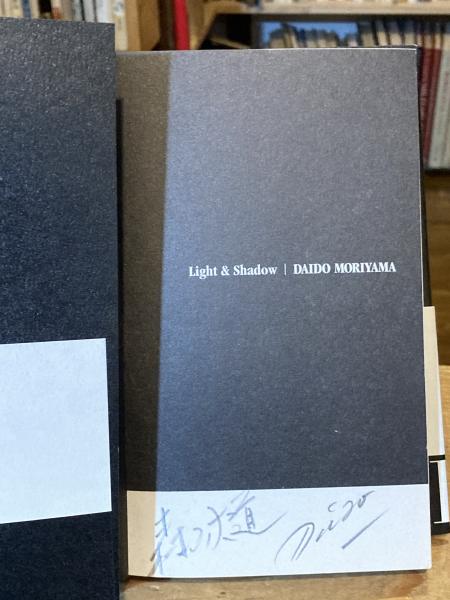 Light & Shadow | DAIDO MORIYAMA
森山大道 Daido